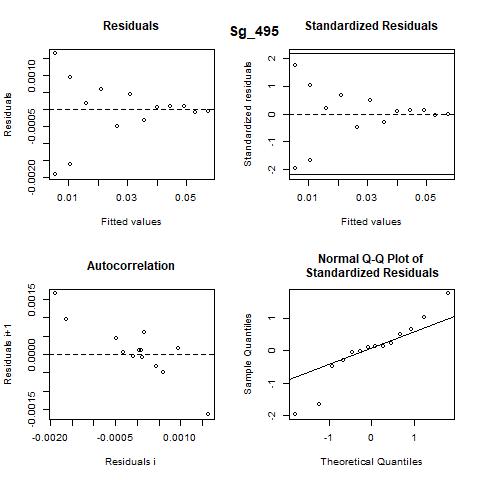 Sg_495
Residuals
Residuals
0.0010
-0.0005
-0.0020
0.01
0.03
0.05
Fitted values
Standardized Residuals
Standardized residuals
2
1
0
-1
-2
0.01
0.03
0.05
Fitted values
Autocorrelation
Residuals i+1
0.0015
0.0000
-0.0015
-0.0020
-0.0005
0.0010
Residuals i
Normal Q-Q Plot of
Standardized Residuals
Sample Quantiles
1
0
-1
-2
-1
0
1
Theoretical Quantiles